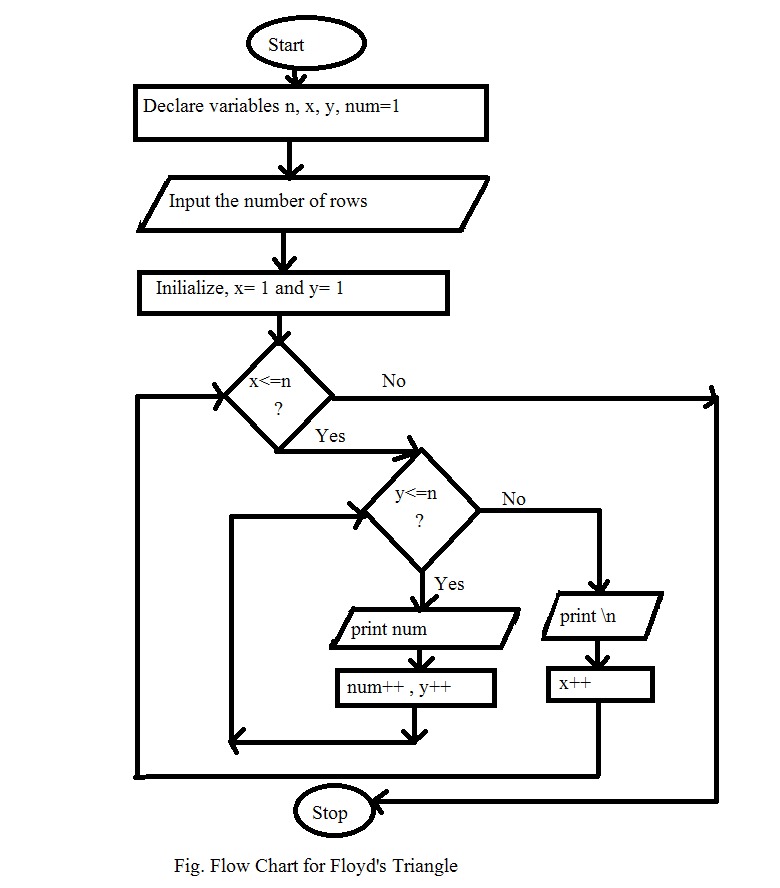 Start
Declare variables n, x, y, num=1
Input the number of rows
Inilialize, x= 1 and y= 1
x<=n
?
No
Yes
y<=n
?
No
Yes
print num
print \n
num++ , y++
x++
Stop
Fig. Flow Chart for Floyd's Triangle